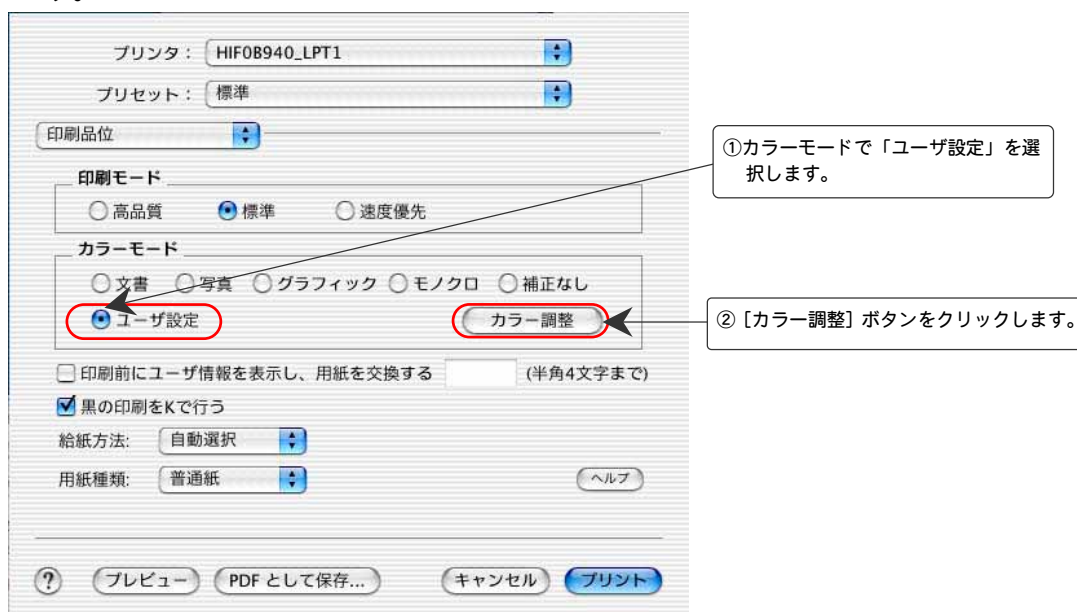 プリンタ： HIF0B940_LPT1
プリセット： 標準
印刷品位
①カラーモードで「ユーザ設定」を選
択します。
印刷モード
高品質 標準 速度優先
カラーモード
文書 写真 グラフィック モノクロ 補正なし
ユーザ設定 カラー調整
②［カラー調整］ボタンをクリックします。
印刷前にユーザ情報を表示し、用紙を交換する (半角4文字まで)
黒の印刷をKで行う
給紙方法: 自動選択
用紙種類: 普通紙 ヘルプ
? プレビュー PDF として保存... キャンセル プリント